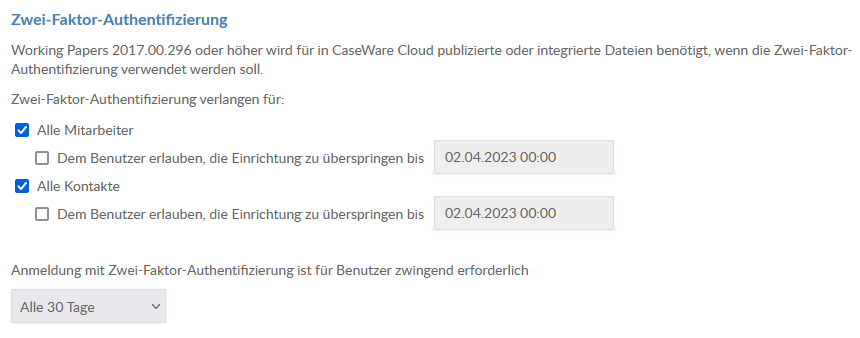 Zwei-Faktor-Authentifizierung
Working Papers 2017.00.296 oder höher wird für in CaseWare Cloud publizierte oder integrierte Dateien benötigt, wenn die Zwei-Faktor-
Authentifizierung verwendet werden soll.
Zwei-Faktor-Authentifizierung verlangen für:
Alle Mitarbeiter
Dem Benutzer erlauben, die Einrichtung zu überspringen bis 02.04.2023 00:00
Alle Kontakte
Dem Benutzer erlauben, die Einrichtung zu überspringen bis 02.04.2023 00:00
Anmeldung mit Zwei-Faktor-Authentifizierung ist für Benutzer zwingend erforderlich
Alle 30 Tage